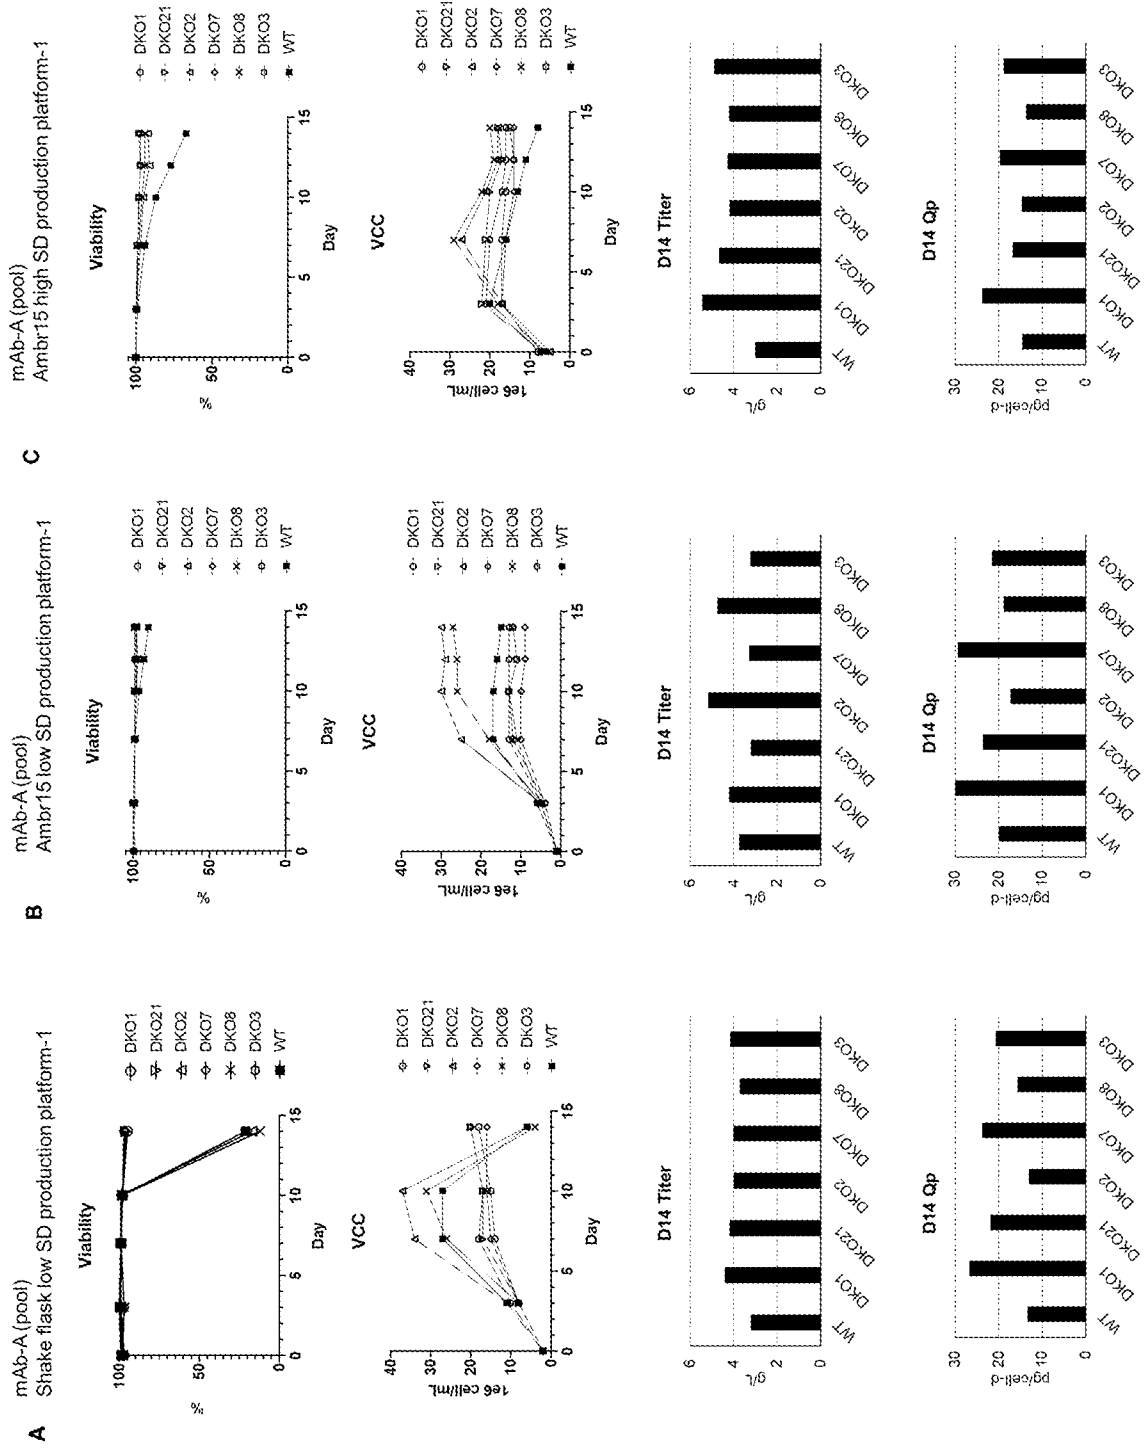 A
mAb-A (pool)
Shake flask low SD production platform-1
Viability
%
100
50
0
0
5
10
15
Day
DKO1
DKO21
DKO2
DKO7
DKO8
DKO3
WT
VCC
1e6 cell/mL
40
30
20
10
0
0
5
10
15
Day
DKO1
DKO21
DKO2
DKO7
DKO8
DKO3
WT
D14 Titer
g/L
6
4
2
0
WT
DKO1
DKO21
DKO2
DKO7
DKO8
DKO3
D14 Qp
pg/cell-d
30
20
10
0
WT
DKO1
DKO21
DKO2
DKO7
DKO8
DKO3
B
mAb-A (pool)
Ambr15 low SD production platform-1
Viability
%
100
50
0
0
5
10
15
Day
DKO1
DKO21
DKO2
DKO7
DKO8
DKO3
WT
VCC
1e6 cell/mL
40
30
20
10
0
0
5
10
15
Day
DKO1
DKO21
DKO2
DKO7
DKO8
DKO3
WT
D14 Titer
g/L
6
4
2
0
WT
DKO1
DKO21
DKO2
DKO7
DKO8
DKO3
D14 Qp
pg/cell-d
30
20
10
0
WT
DKO1
DKO21
DKO2
DKO7
DKO8
DKO3
C
mAb-A (pool)
Ambr15 high SD production platform-1
Viability
%
100
50
0
0
5
10
15
Day
DKO1
DKO21
DKO2
DKO7
DKO8
DKO3
WT
VCC
1e6 cell/mL
40
30
20
10
0
0
5
10
15
Day
DKO1
DKO21
DKO2
DKO7
DKO8
DKO3
WT
D14 Titer
g/L
6
4
2
0
WT
DKO1
DKO21
DKO2
DKO7
DKO8
DKO3
D14 Qp
pg/cell-d
30
20
10
0
WT
DKO1
DKO21
DKO2
DKO7
DKO8
DKO3